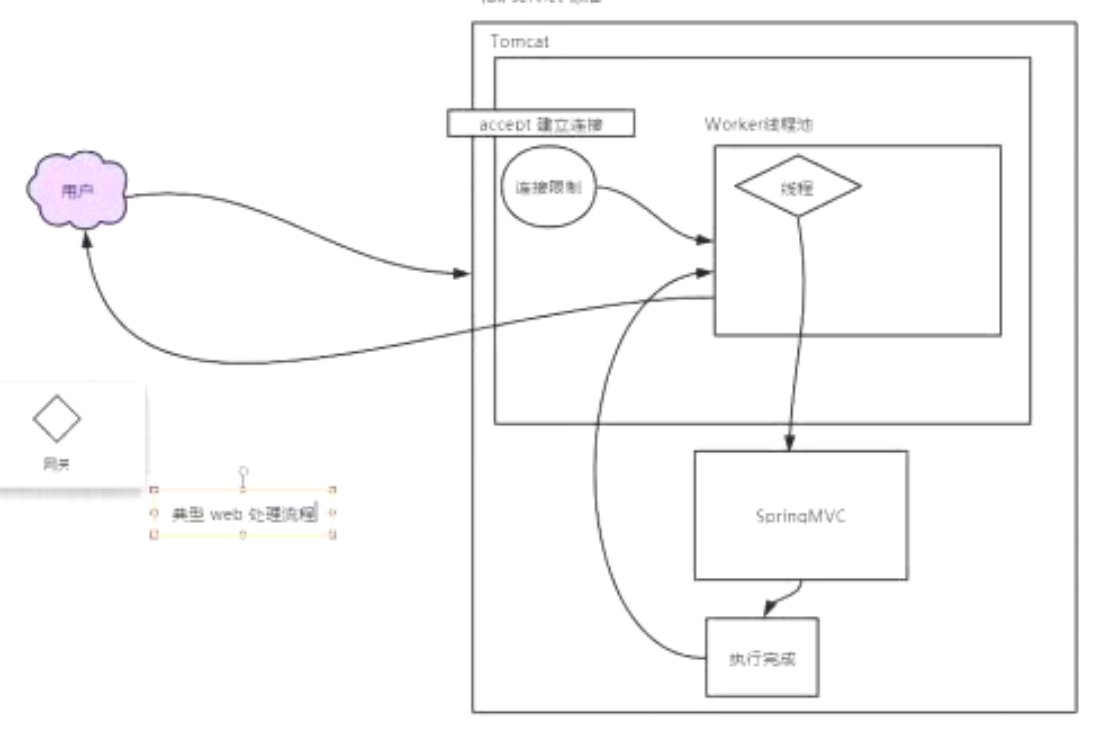 Tomcat
accept 建立连接
Worker线程池
用户
连接限制
线程
网关
典型 web 处理流程
SpringMVC
执行完成